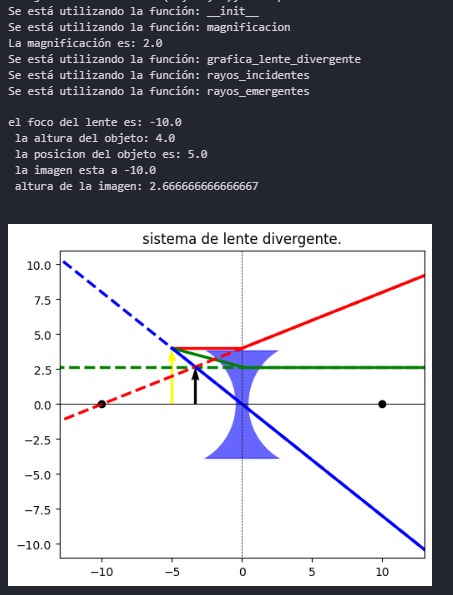 Se está utilizando la función: __init__
Se está utilizando la función: magnificacion
La magnificación es: 2.0
Se está utilizando la función: grafica_lente_divergente
Se está utilizando la función: rayos_incidentes
Se está utilizando la función: rayos_emergentes
el foco del lente es: -10.0
la altura del objeto: 4.0
la posicion del objeto es: 5.0
la imagen esta a -10.0
altura de la imagen: 2.666666666666667
sistema de lente divergente.
10.0
7.5
5.0
2.5
0.0
−2.5
−5.0
−7.5
−10.0
−10 −5 0 5 10